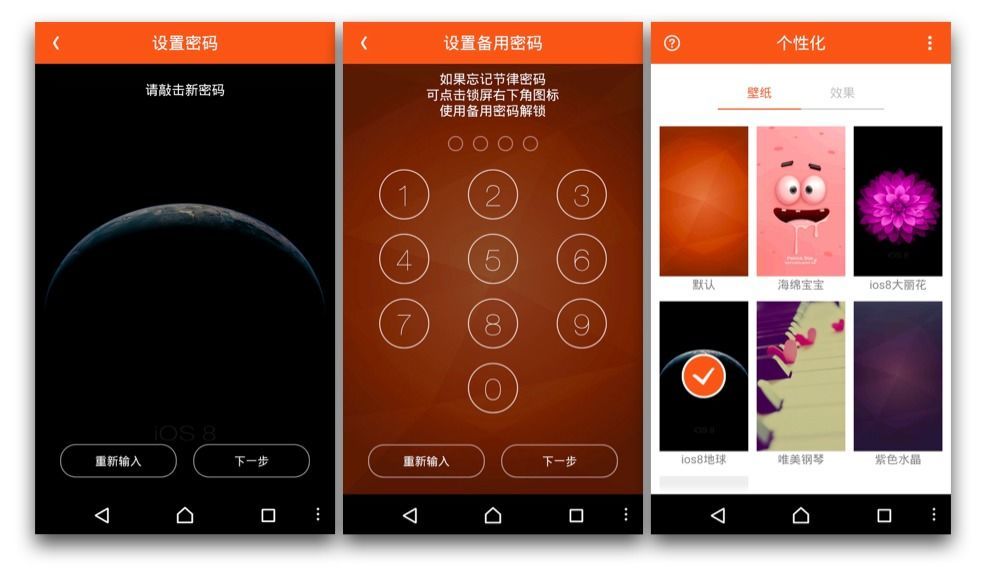 设置密码
请敲击新密码
iOS 8
重新输入
下一步
设置备用密码
如果忘记节律密码
可点击锁屏右下角图标
使用备用密码解锁
1 2 3
4 5 6
7 8 9
0
重新输入
下一步
个性化
壁纸 效果
默认 海绵宝宝 ios8大丽花
ios8地球 唯美钢琴 紫色水晶